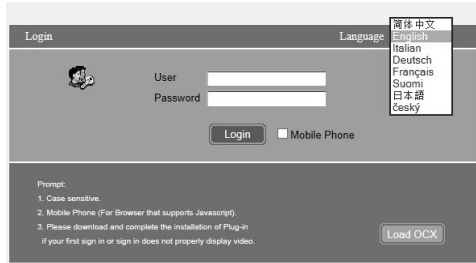 Login
Language
简体中文
English
Italian
Deutsch
Français
Suomi
日本語
český
User
Password
Login
Mobile Phone
Prompt:
1. Case sensitive.
2. Mobile Phone (For Browser that supports Javascript).
3. Please download and complete the installation of Plug-in
if your first sign in or sign in does not properly display video.
Load OCX